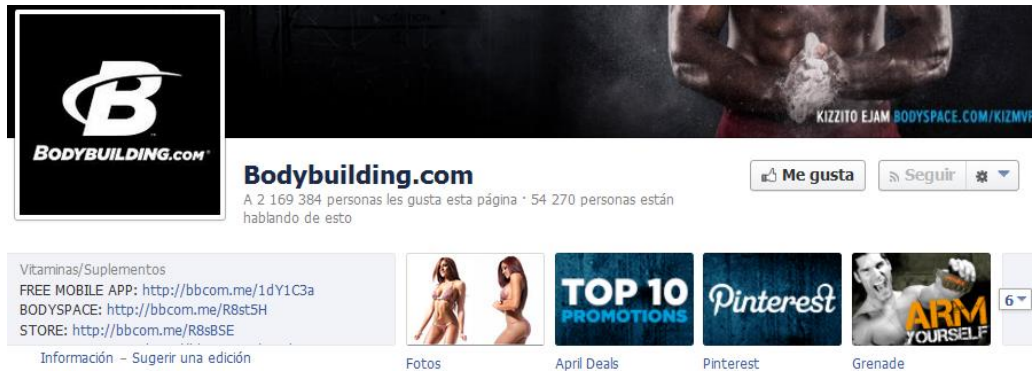 KIZZITO EJAM BODYSPACE.COM/KIZMVP
B
BODYBUILDING.COM
Bodybuilding.com
A 2 169 384 personas les gusta esta página · 54 270 personas están
hablando de esto
Me gusta
Seguir
Vitaminas/Suplementos
FREE MOBILE APP: http://bbcom.me/1dY1C3a
BODYSPACE: http://bbcom.me/R8st5H
STORE: http://bbcom.me/R8sBSE
Información – Sugerir una edición
TOP 10
PROMOTIONS
Pinterest
ARM
YOURSELF
6
Fotos
April Deals
Pinterest
Grenade